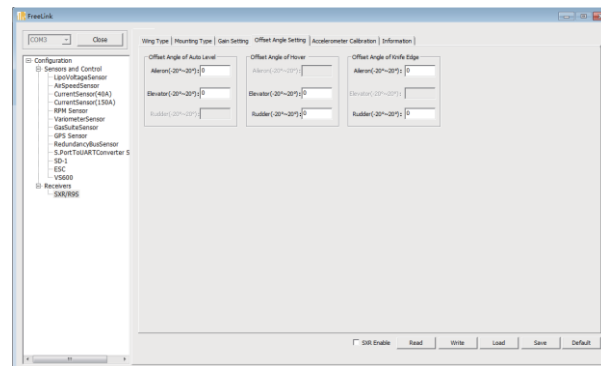 FreeLink
COM3 Close
Wing Type | Mounting Type | Gain Setting | Offset Angle Setting | Accelerometer Calibration | Information
Configuration
Sensors and Control
LipoVoltageSensor
AirSpeedSensor
CurrentSensor(40A)
CurrentSensor(150A)
RPM Sensor
VariometerSensor
GasSuiteSensor
GPS Sensor
RedundancyBusSensor
S.PortToUARTConverter S
SD-1
ESC
VS600
Receivers
SXR/R9S
Offset Angle of Auto Level
Aileron(-20°~20°): 0
Elevator(-20°~20°): 0
Rudder(-20°~20°):
Offset Angle of Hover
Aileron(-20°~20°):
Elevator(-20°~20°): 0
Rudder(-20°~20°): 0
Offset Angle of Knife Edge
Aileron(-20°~20°): 0
Elevator(-20°~20°):
Rudder(-20°~20°): 0
SXR Enable Read Write Load Save Default